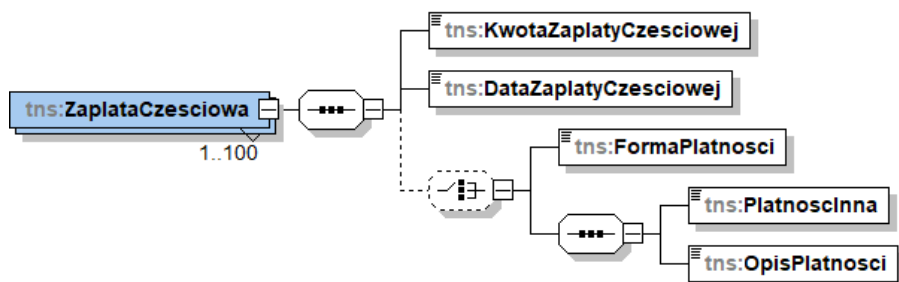 tns:KwotaZaplatyCzesciowej
tns:DataZaplatyCzesciowej
tns:ZaplataCzesciowa
1..100
tns:FormaPlatnosci
tns:PlatnoscInna
tns:OpisPlatnosci